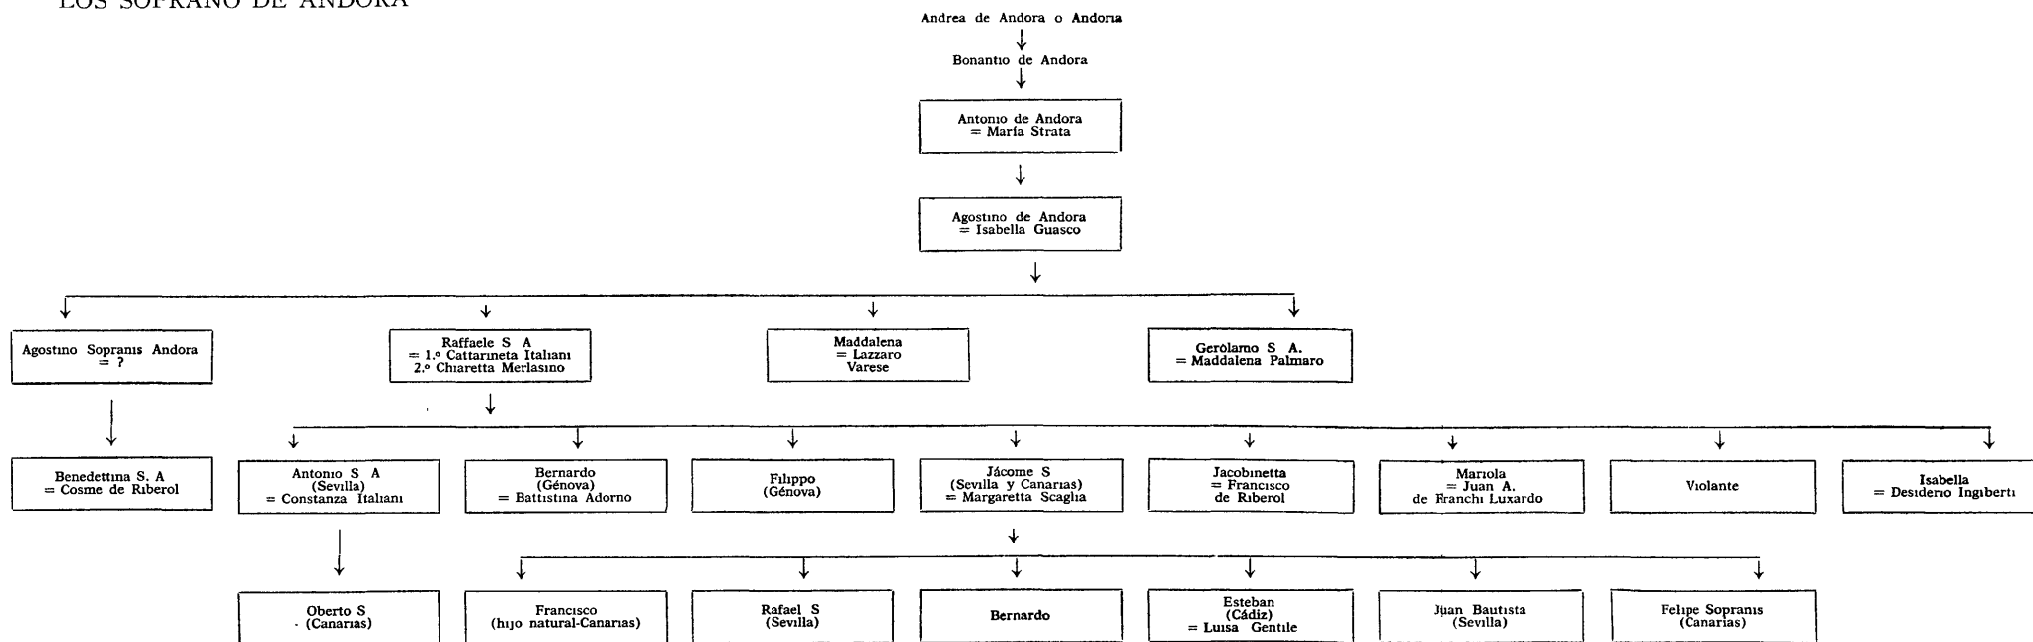 LOS SOPRANO DE ANDORA
Andrea de Andora o Andoria
Bonantio de Andora
Antonio de Andora
= María Strata
Agostino de Andora
= Isabella Guasco
Agostino Sopranis Andora
= ?
Raffaele S A
= 1.º Cattarineta Italiani
2.º Chiaretta Merlasino
Maddalena
= Lazzaro
Varese
Gerólamo S A.
= Maddalena Palmaro
Benedettina S. A
= Cosme de Riberol
Antonio S A
(Sevilla)
= Constanza Italiani
Bernardo
(Génova)
= Battistina Adorno
Filippo
(Génova)
Jácome S
(Sevilla y Canarias)
= Margaretta Scaglia
Jacobinetta
= Francisco
de Riberol
Mariola
= Juan A.
de Franchi Luxardo
Violante
Isabella
= Desiderio Ingiberti
Oberto S
(Canarias)
Francisco
(hijo natural-Canarias)
Rafael S
(Sevilla)
Bernardo
Esteban
(Cádiz)
= Luisa Gentile
Juan Bautista
(Sevilla)
Felipe Sopranis
(Canarias)